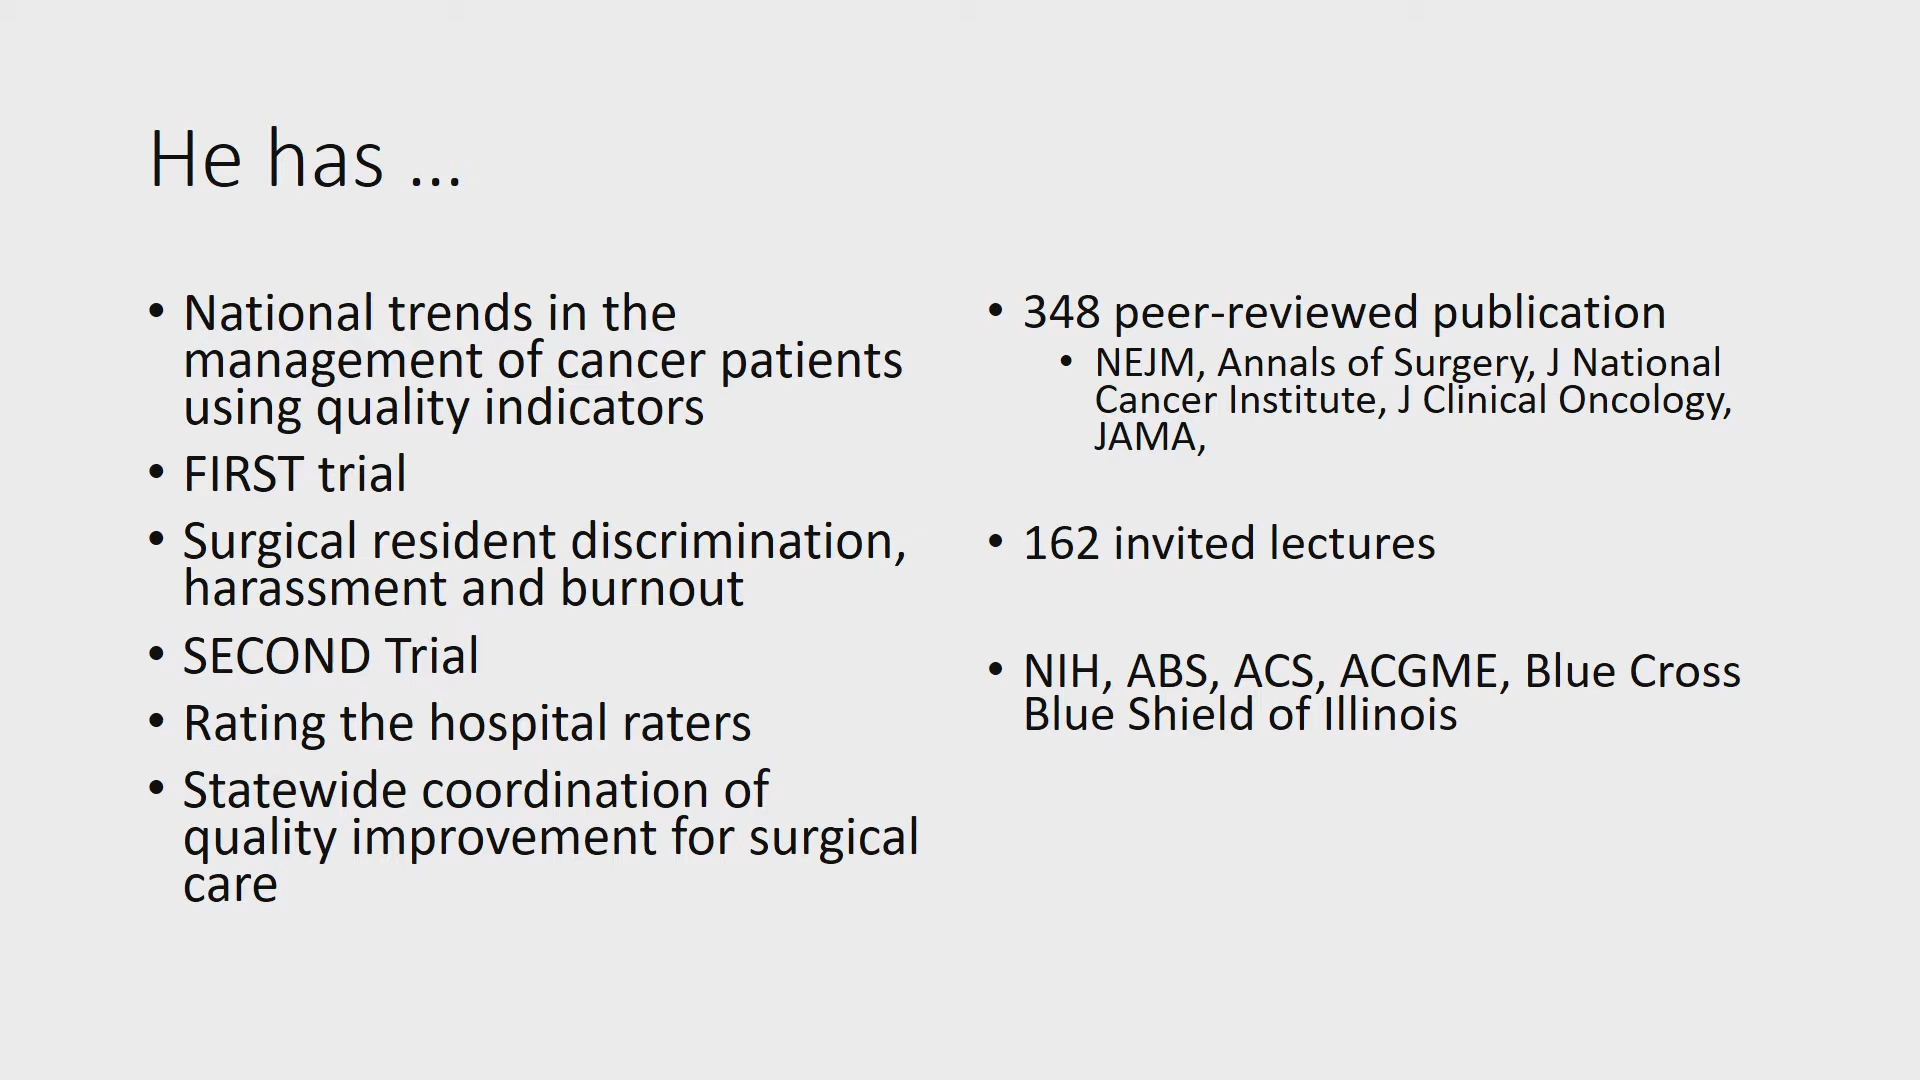 He has ...
• National trends in the
management of cancer patients
using quality indicators
• FIRST trial
• Surgical resident discrimination,
harassment and burnout
• SECOND Trial
• Rating the hospital raters
• Statewide coordination of
quality improvement for surgical
care
• 348 peer-reviewed publication
• NEJM, Annals of Surgery, J National
Cancer Institute, J Clinical Oncology,
JAMA,
• 162 invited lectures
• NIH, ABS, ACS, ACGME, Blue Cross
Blue Shield of Illinois